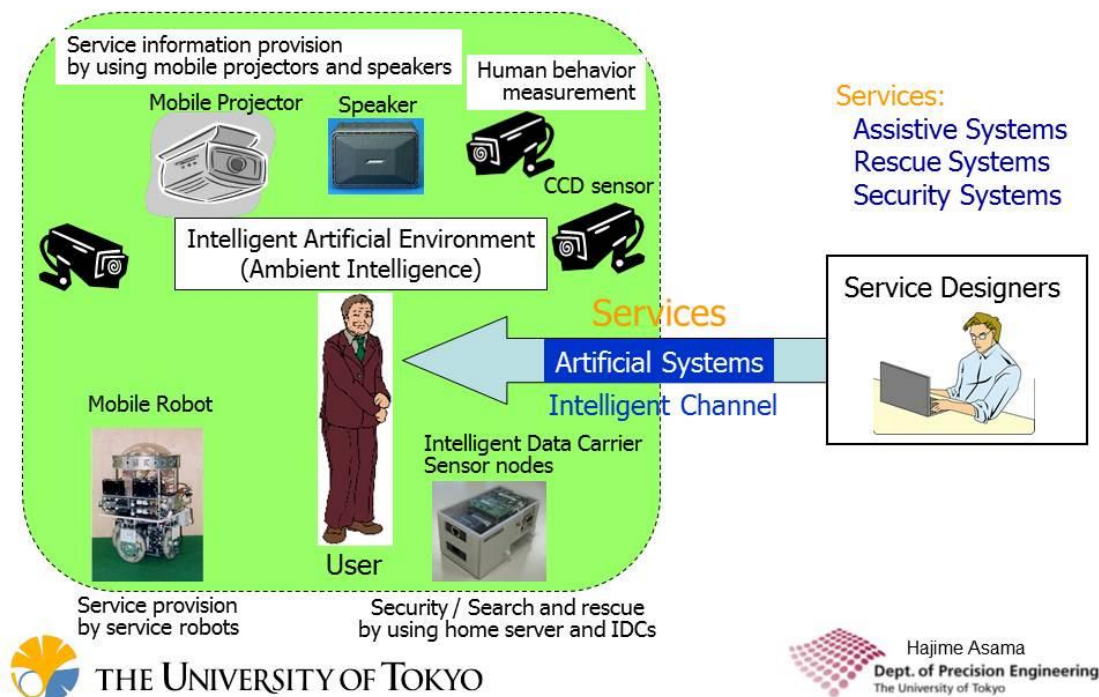 Service information provision
by using mobile projectors and speakers
Human behavior
measurement
Mobile Projector
Speaker
CCD sensor
Services:
Assistive Systems
Rescue Systems
Security Systems
Intelligent Artificial Environment
(Ambient Intelligence)
Service Designers
Services
Artificial Systems
Intelligent Channel
Mobile Robot
Intelligent Data Carrier
Sensor nodes
User
Service provision
by service robots
Security / Search and rescue
by using home server and IDCs
THE UNIVERSITY OF TOKYO
Hajime Asama
Dept. of Precision Engineering
The University of Tokyo